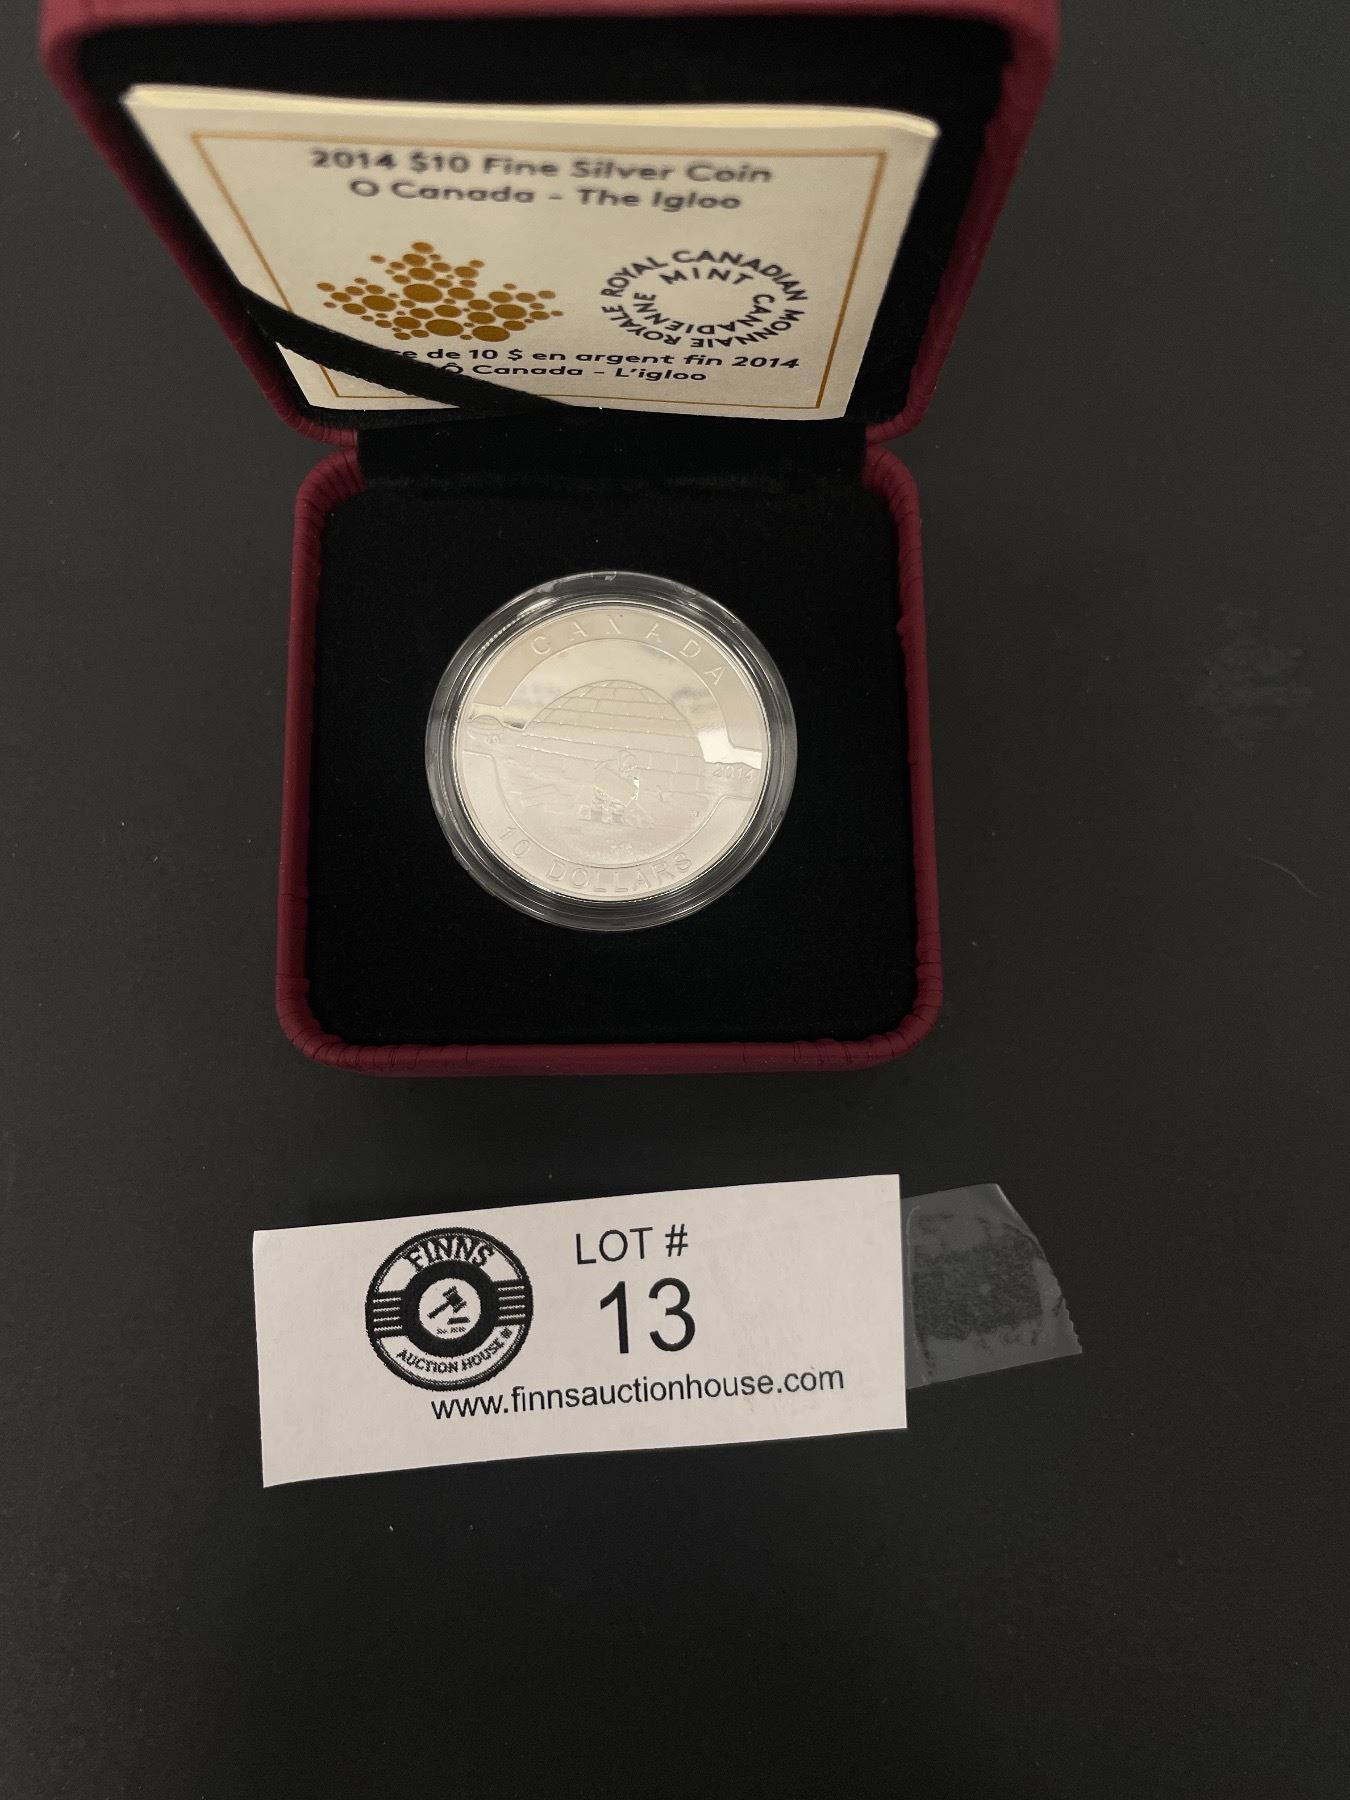 2014 $10 Fine Silver Coin
O Canada - The Igloo
ROYAL CANADIAN MINT
MONNAIE ROYALE CANADIENNE
de 10 $ en argent fin 2014
Ô Canada - L'igloo
CANADA
2014
10 DOLLARS
FINNS
AUCTION HOUSE
LOT #
13
www.finnsauctionhouse.com